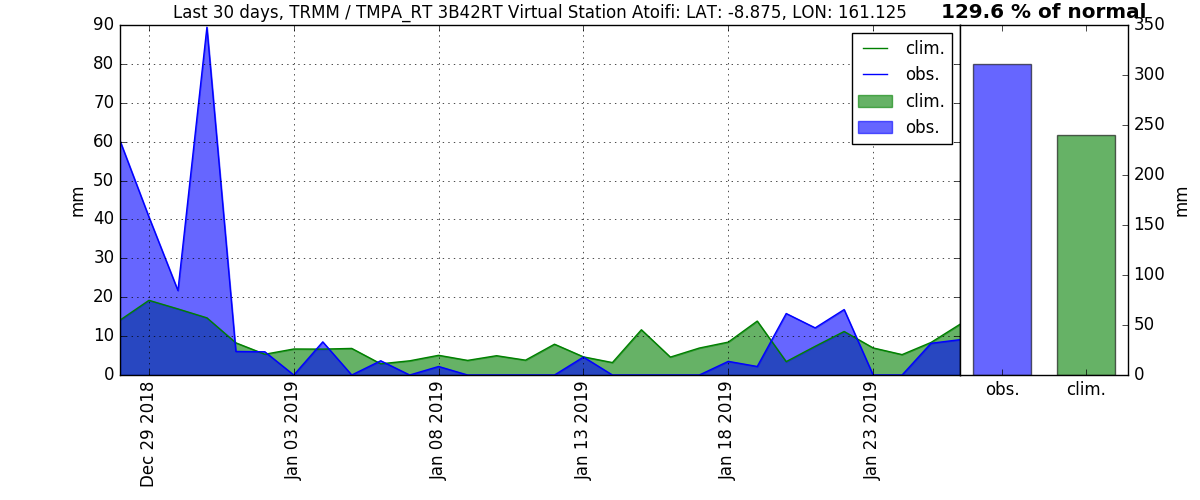 Last 30 days, TRMM / TMPA_RT 3B42RT Virtual Station Atoifi: LAT: -8.875, LON: 161.125
129.6 % of normal
90
80
70
60
50
40
30
20
10
0
mm
clim.
obs.
clim.
obs.
Dec 29 2018
Jan 03 2019
Jan 08 2019
Jan 13 2019
Jan 18 2019
Jan 23 2019
350
300
250
200
150
100
50
0
mm
obs.
clim.